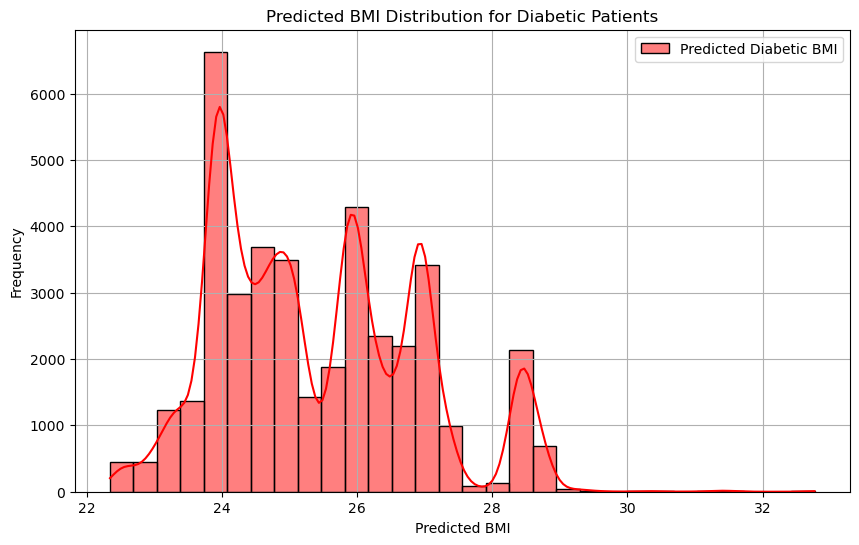 Predicted BMI Distribution for Diabetic Patients
Predicted Diabetic BMI
Frequency
6000
5000
4000
3000
2000
1000
0
22 24 26 28 30 32
Predicted BMI